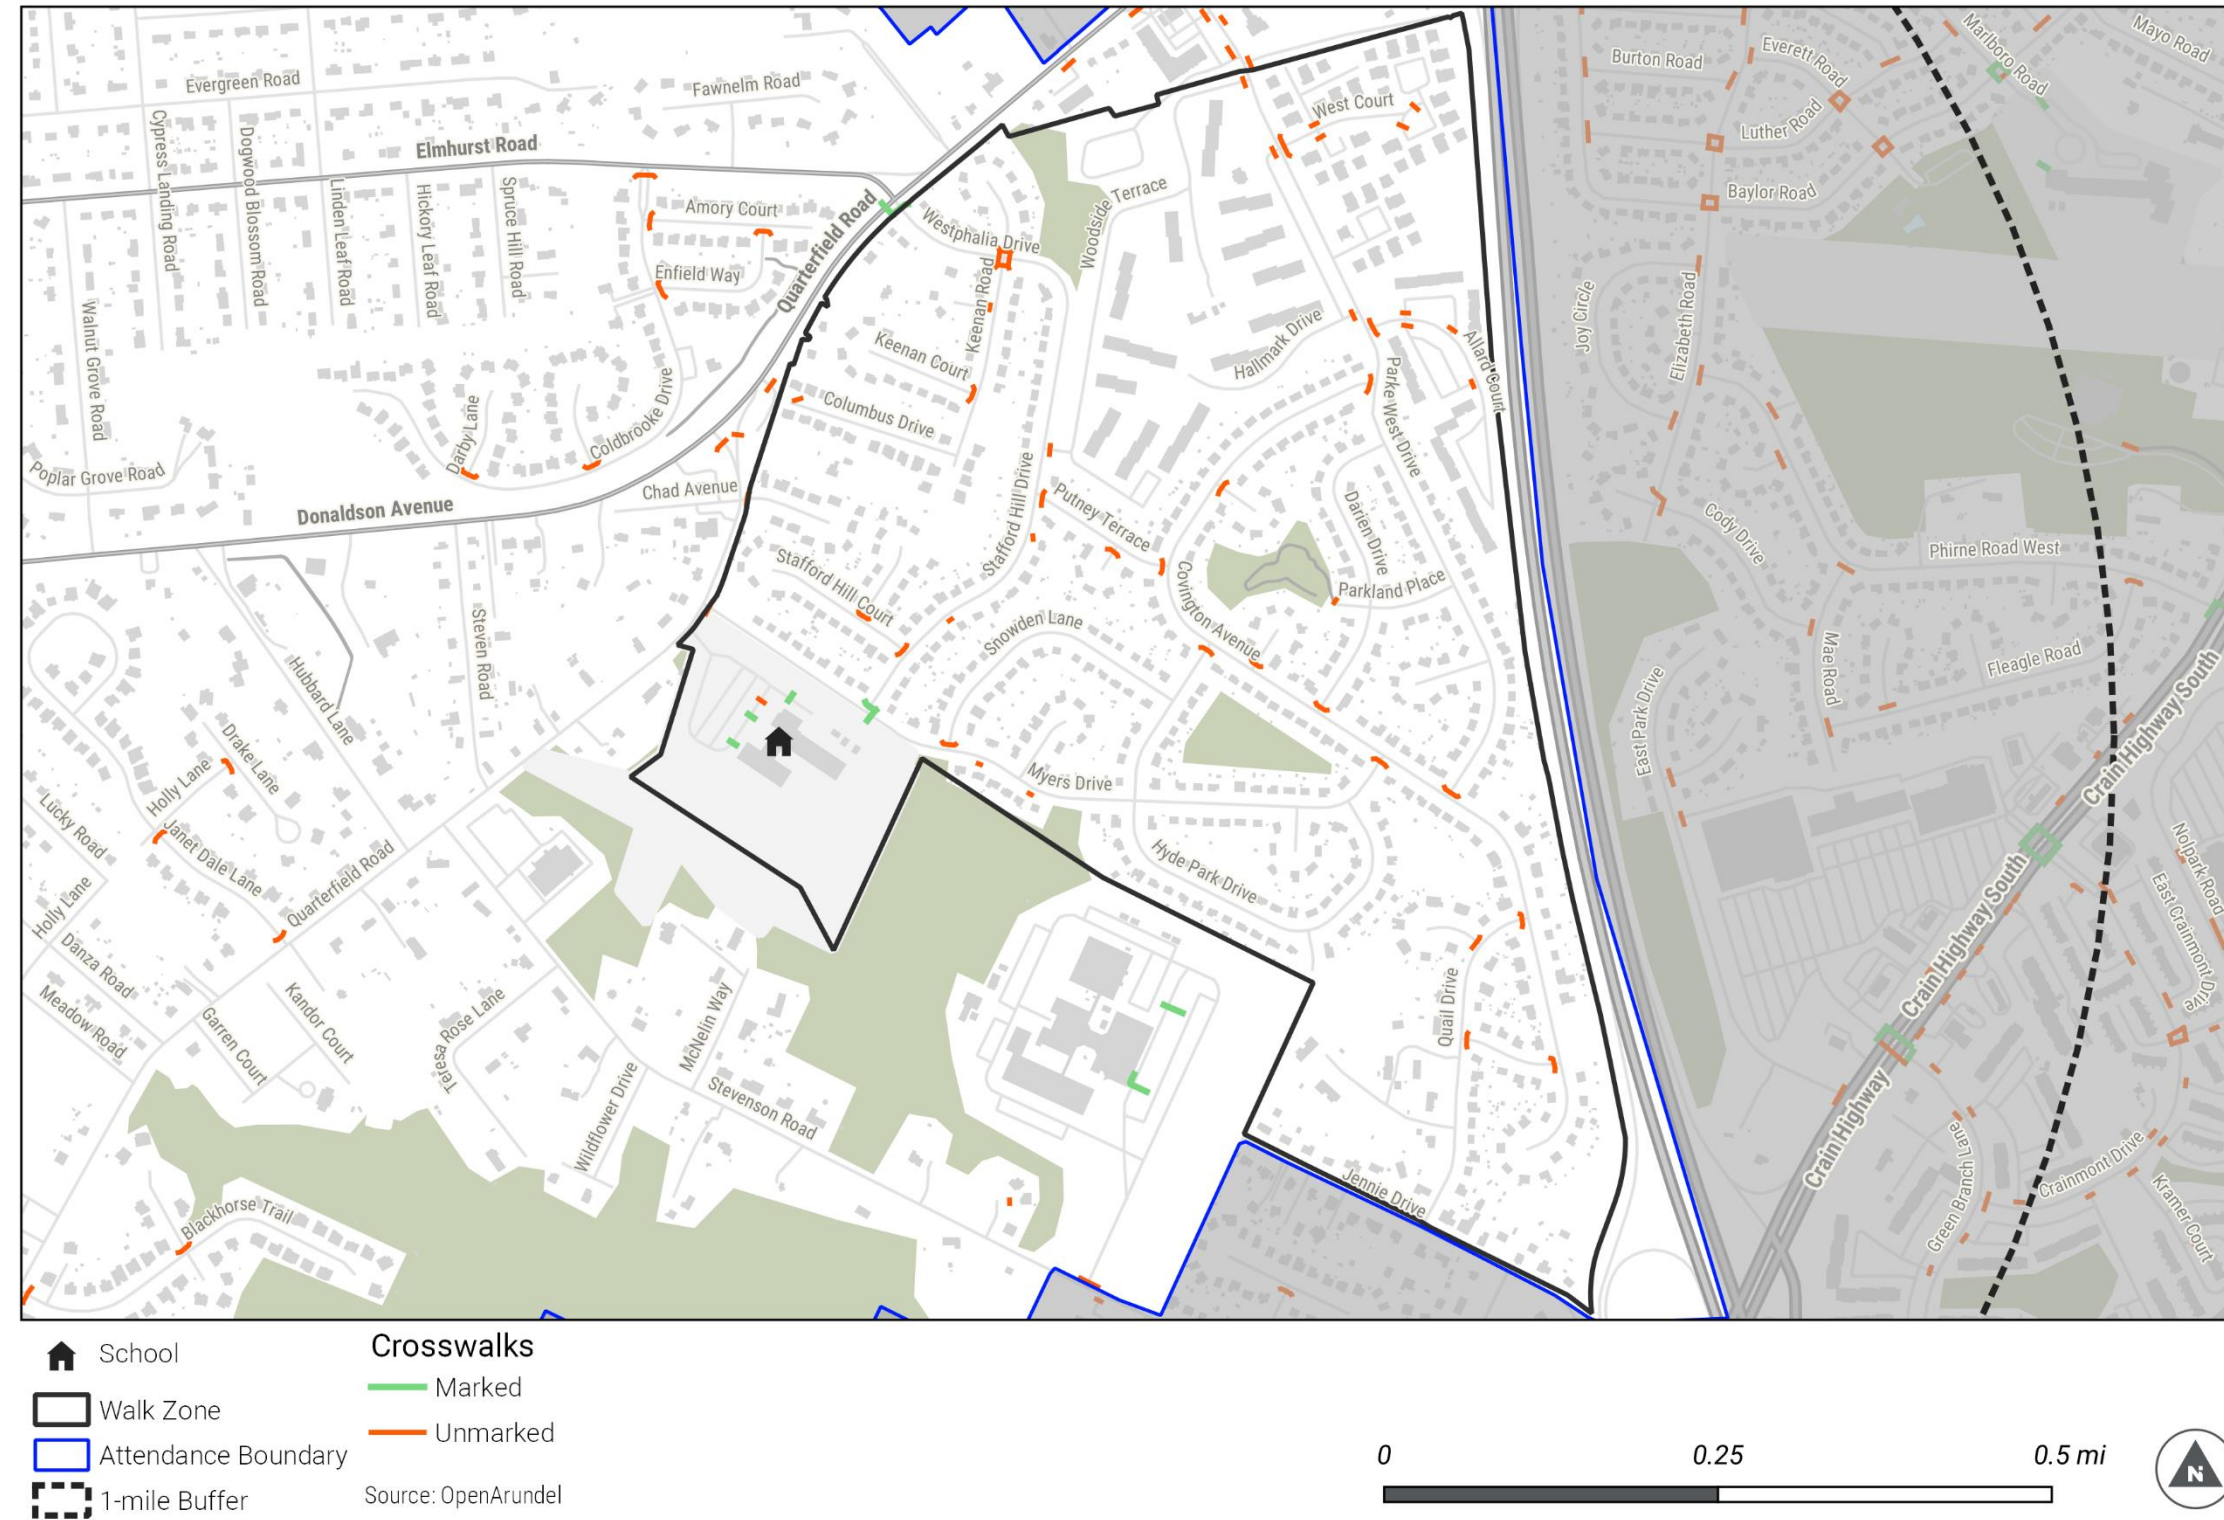 Evergreen Road
Fawnelm Road
Cypress Landing Road
Dogwood Blossom Road
Elmhurst Road
Linden Leaf Road
Hickory Leaf Road
Spruce Hill Road
Amory Court
Enfield Way
Quarterfield Road
Westphalia Drive
Woodside Terrace
West Court
Burton Road
Everett Road
Marlboro Road
Mayo Road
Luther Road
Baylor Road
Walnut Grove Road
Keenan Road
Keenan Court
Columbus Drive
Hallmark Drive
Parke West Drive
Allard Court
Joy Circle
Elizabeth Road
Poplar Grove Road
Darby Lane
Coldbrooke Drive
Chad Avenue
Donaldson Avenue
Stafford Hill Drive
Putney Terrace
Darien Drive
Cody Drive
Phirne Road West
Stafford Hill Court
Covington Avenue
Parkland Place
Snowden Lane
Steven Road
Hubbard Lane
Mae Road
Fleagle Road
East Park Drive
Crain Highway South
Drake Lane
Holly Lane
Lucky Road
Janet Dale Lane
Quarterfield Road
Myers Drive
Hyde Park Drive
Nolpark Road
East Crainmont Drive
Crain Highway South
Holly Lane
Danza Road
Meadow Road
Garren Court
Kandor Court
Teresa Rose Lane
McNelin Way
Wildflower Drive
Stevenson Road
Quail Drive
Crain Highway
Green Branch Lane
Crainmont Drive
Kramer Court
Jennie Drive
Blackhorse Trail
School
Walk Zone
Attendance Boundary
1-mile Buffer
Crosswalks
Marked
Unmarked
Source: OpenArundel
0 0.25 0.5 mi
N